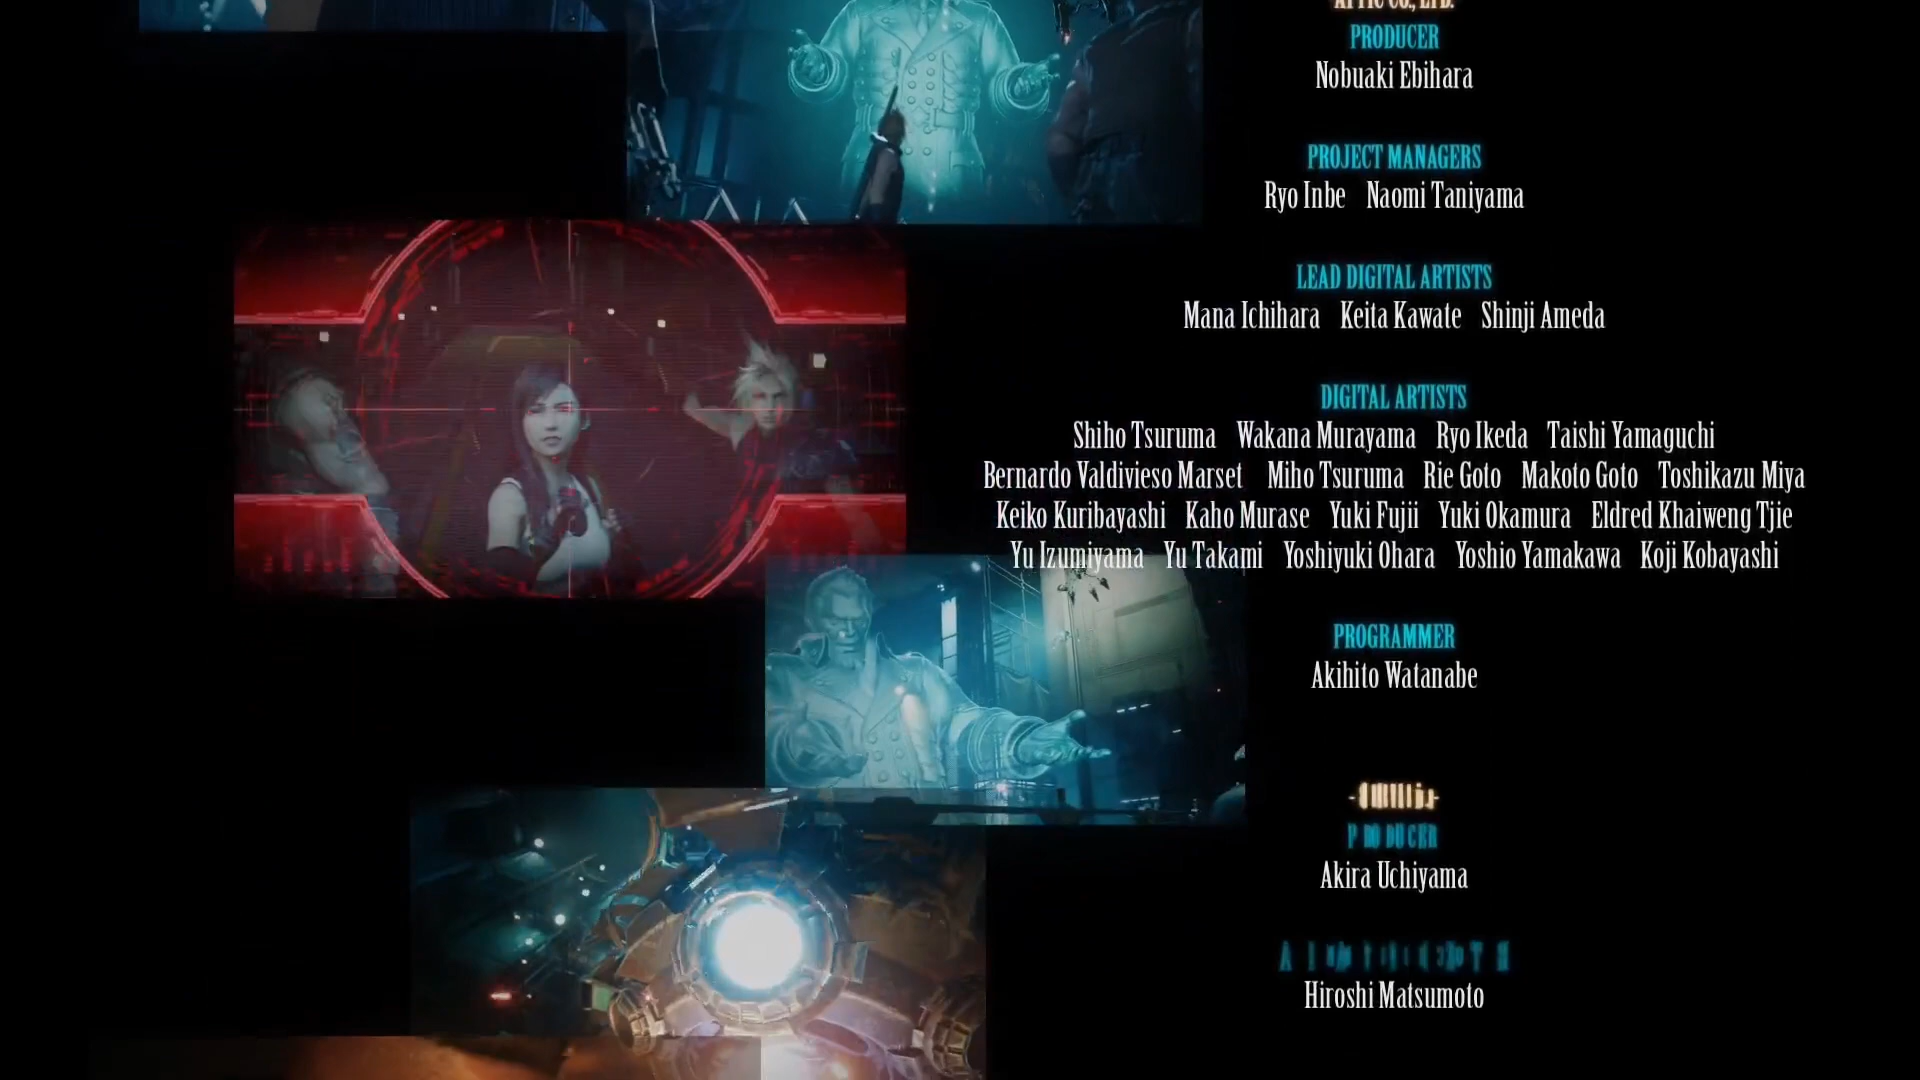 PRODUCER
Nobuaki Ebihara
PROJECT MANAGERS
Ryo Inbe Naomi Taniyama
LEAD DIGITAL ARTISTS
Mana Ichihara Keita Kawate Shinji Ameda
DIGITAL ARTISTS
Shiho Tsuruma Wakana Murayama Ryo Ikeda Taishi Yamaguchi
Bernardo Valdivieso Marset Miho Tsuruma Rie Goto Makoto Goto Toshikazu Miya
Keiko Kuribayashi Kaho Murase Yuki Fujii Yuki Okamura Eldred Khaiweng Tjie
Yu Izumiyama Yu Takami Yoshiyuki Ohara Yoshio Yamakawa Koji Kobayashi
PROGRAMMER
Akihito Watanabe
PRODUCER
Akira Uchiyama
Hiroshi Matsumoto